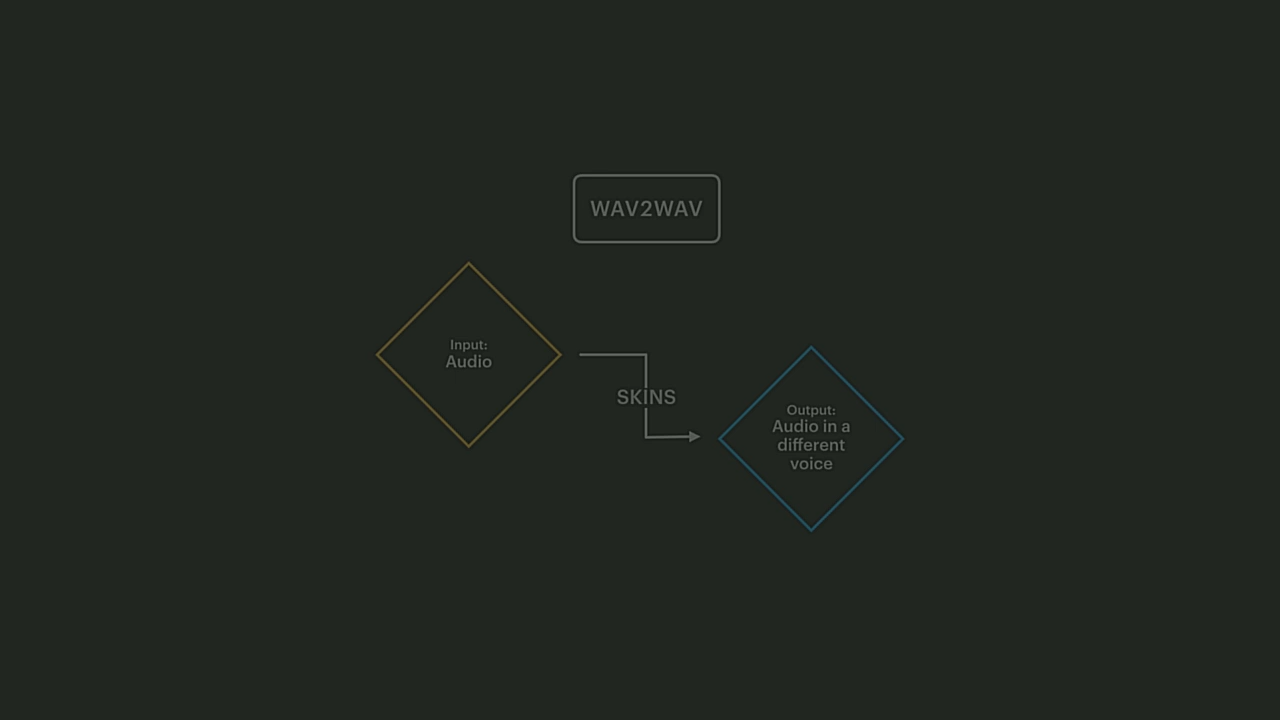 WAV2WAV
Input:
Audio
SKINS
Output:
Audio in a
different
voice